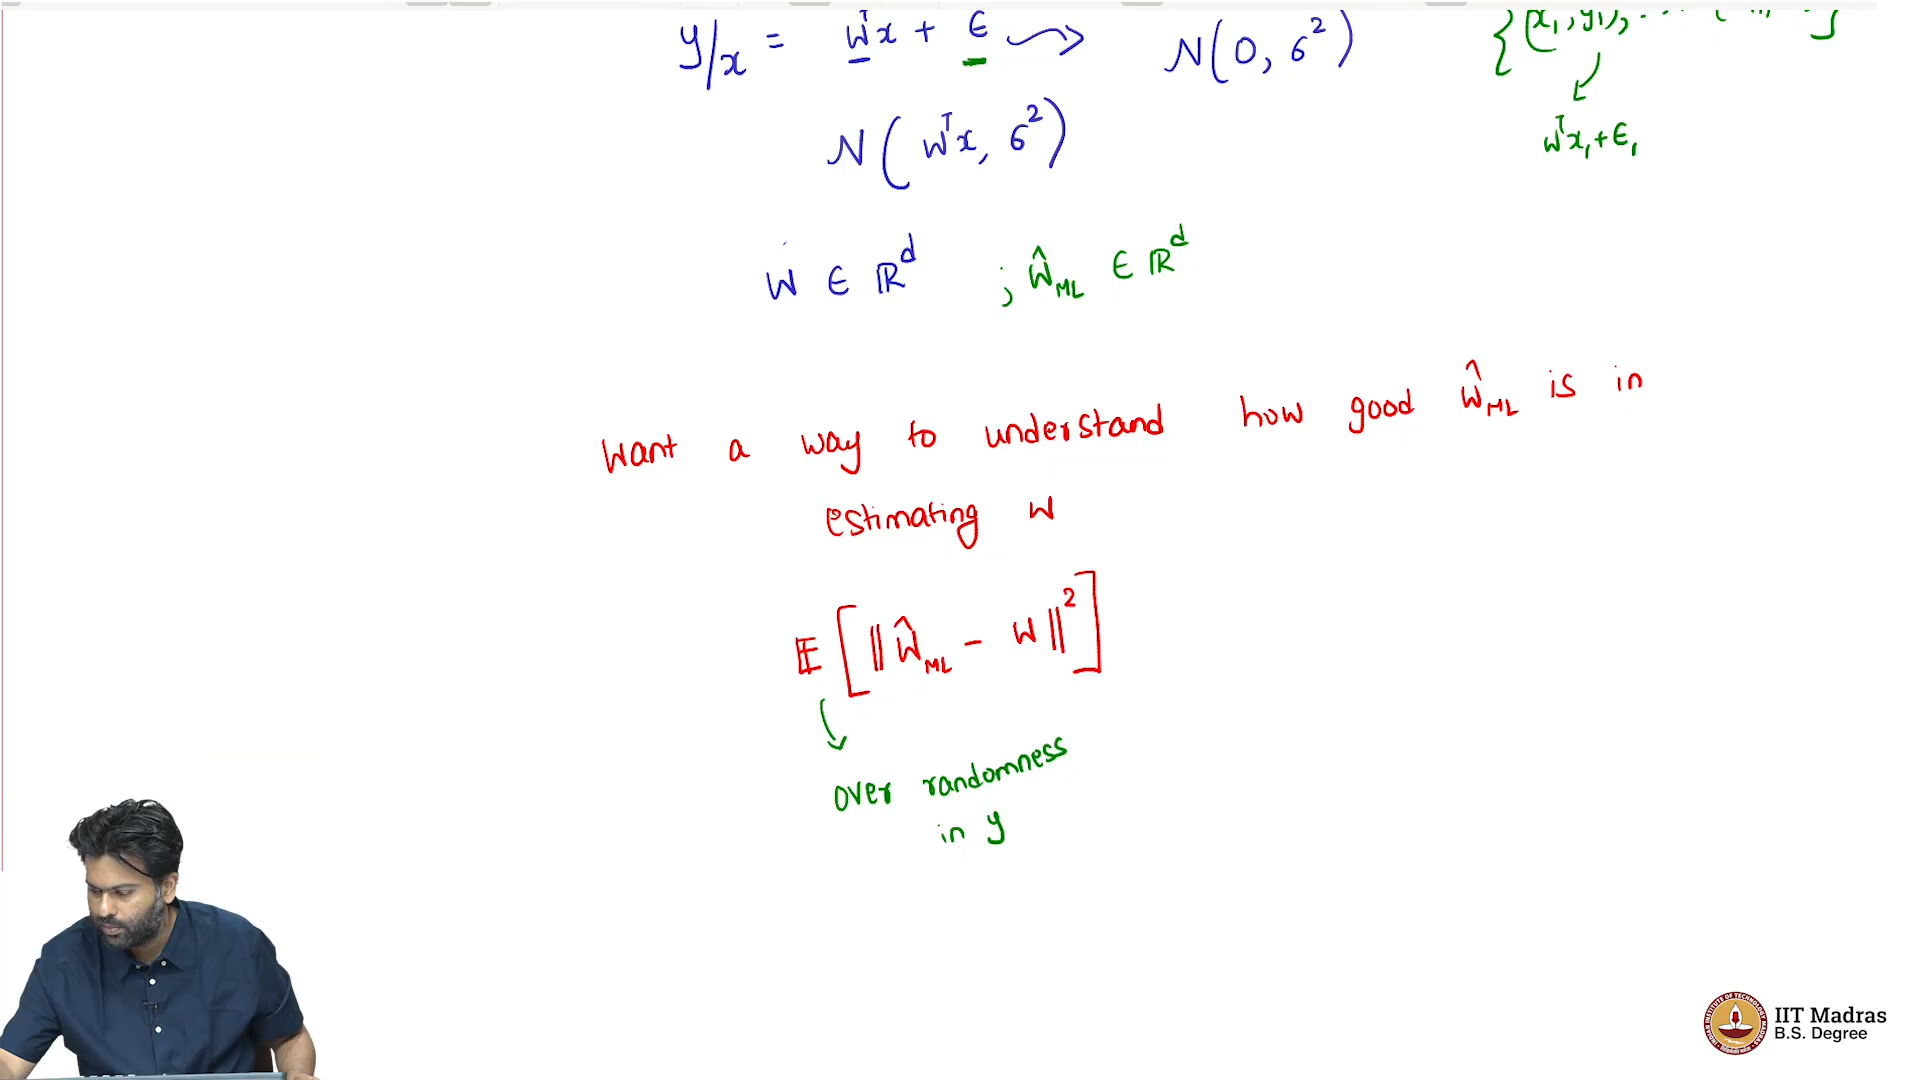 y/x = wᵀx + ϵ ⇝ N(0, σ²)
{(x₁, y₁), ....
wᵀx₁ + ϵ₁
N(wᵀx, σ²)
w ∈ ℝᵈ ; ŵ_ML ∈ ℝᵈ
Want a way to understand how good ŵ_ML is in
estimating w
𝔼[||ŵ_ML - w||²]
over randomness
in y
IIT Madras
B.S. Degree